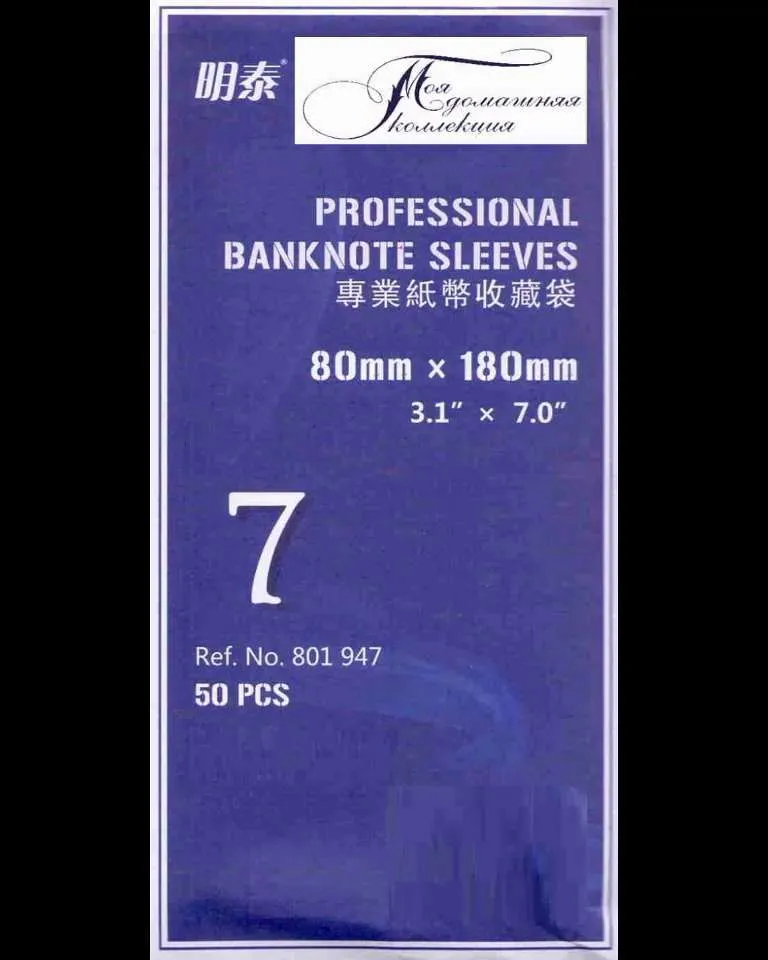 明泰®
Моя
домашняя
коллекция
PROFESSIONAL
BANKNOTE SLEEVES
專業紙幣收藏袋
80mm × 180mm
3.1" × 7.0"
7
Ref. No. 801 947
50 PCS